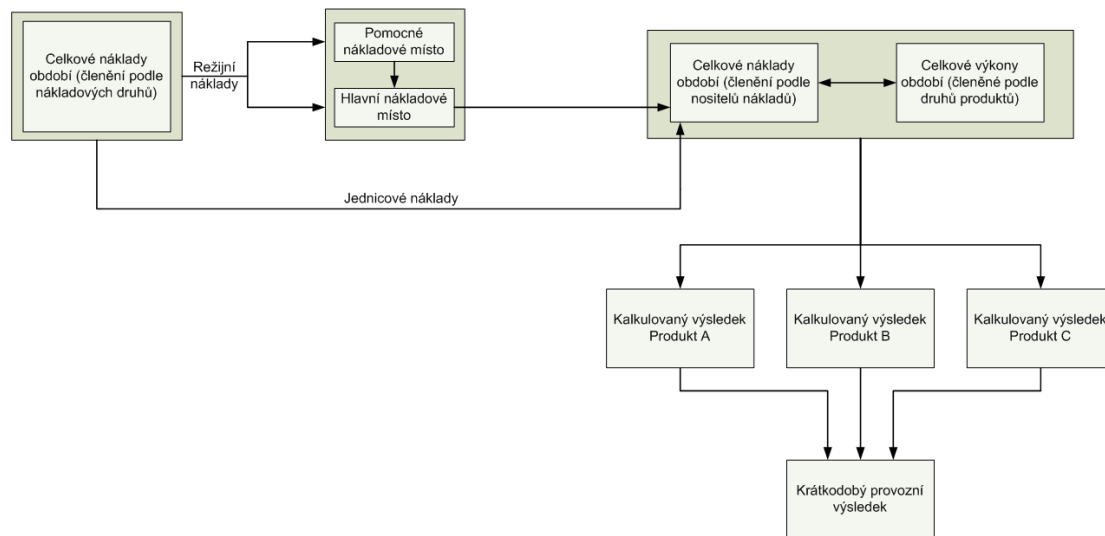 Celkové náklady
období (členění podle
nákladových druhů)
Režijní
náklady
Pomocné
nákladové místo
Hlavní nákladové
místo
Celkové náklady
období (členění podle
nositelů nákladů)
Celkové výkony
období (členěné podle
druhů produktů)
Jednicové náklady
Kalkulovaný výsledek
Produkt A
Kalkulovaný výsledek
Produkt B
Kalkulovaný výsledek
Produkt C
Krátkodobý provozní
výsledek